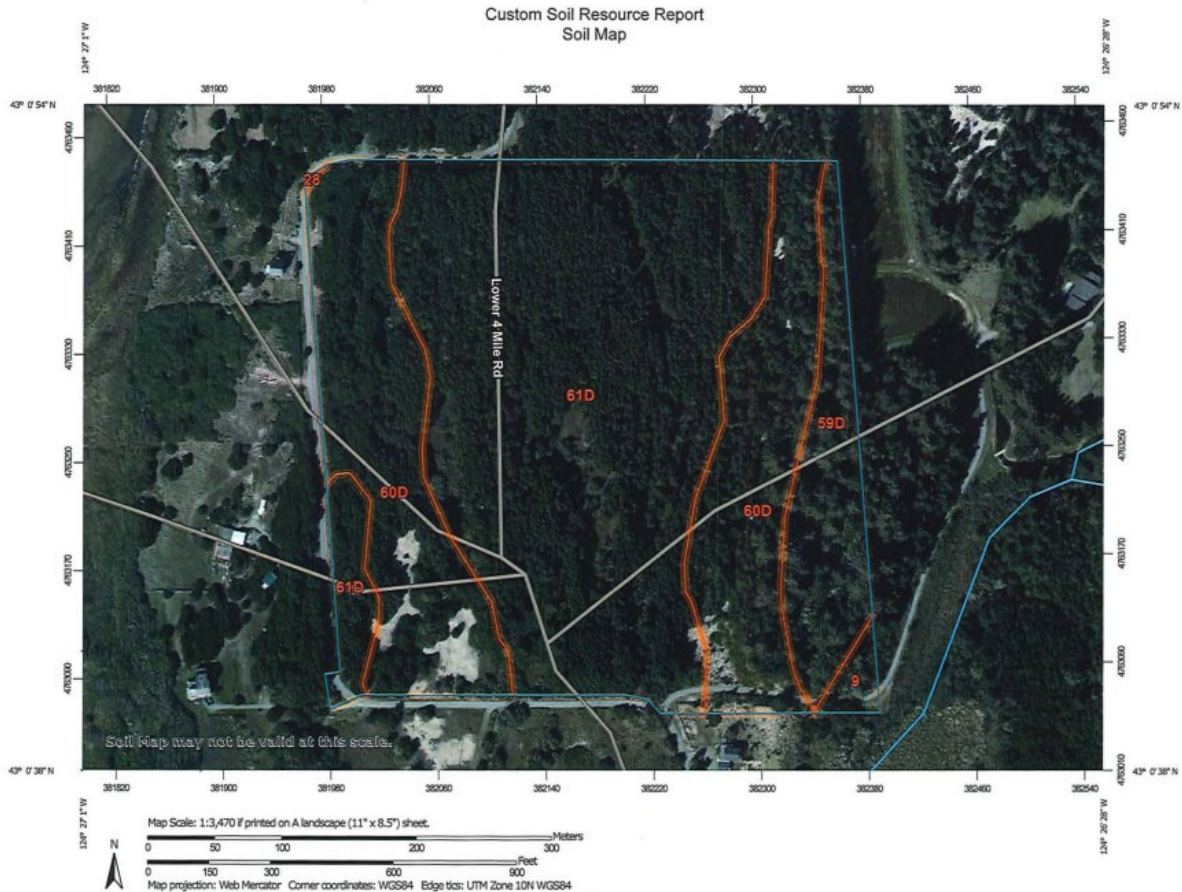 Custom Soil Resource Report
Soil Map
124° 27' 1" W
124° 26' 28" W
381820
381900
381980
382060
382140
382220
382300
382380
382460
382540
43° 0' 54" N
43° 0' 54" N
4763410
4763410
4763330
4763330
4763250
4763250
4763170
4763170
4763090
28
Lower 4 Mile Rd
61D
59D
60D
60D
61D
9
Soil Map may not be valid at this scale.
43° 0' 38" N
43° 0' 38" N
381820
381900
381980
382060
382140
382220
382300
382380
382460
382540
124° 27' 1" W
124° 26' 28" W
Map Scale: 1:3,470 if printed on A landscape (11" x 8.5") sheet.
Meters
0 50 100 200 300
Feet
0 150 300 600 900
N
Map projection: Web Mercator Corner coordinates: WGS84 Edge tics: UTM Zone 10N WGS84